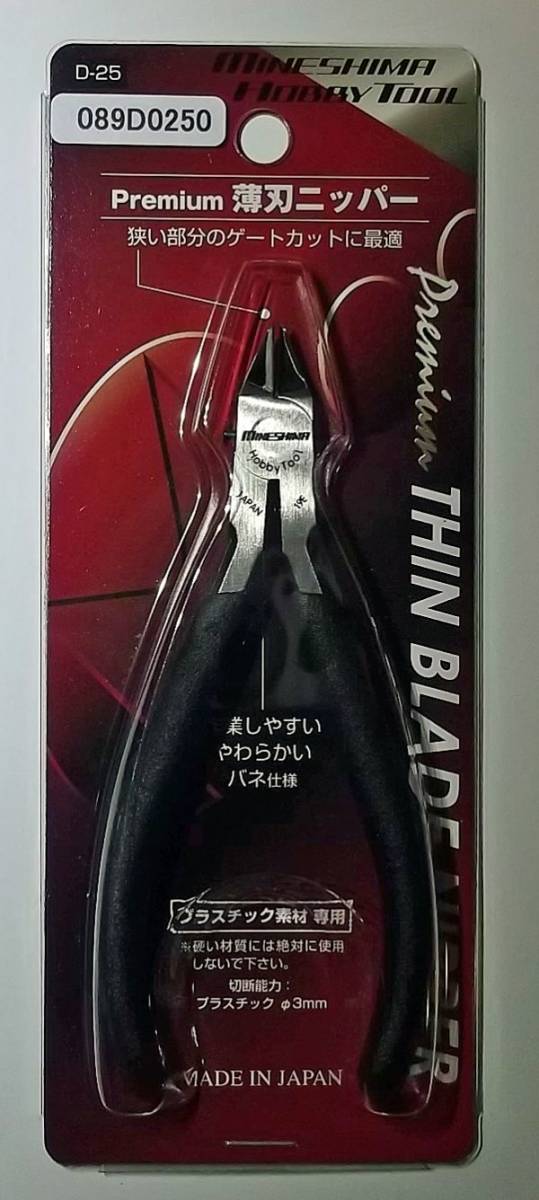 D-25
MINESHIMA
HOBBY TOOL
089D0250
Premium 薄刃ニッパー
狭い部分のゲートカットに最適
Premium THIN BLADE NIPPER
MINESHIMA
Hobby Tool
JAPAN 19E
業しやすい
やわらかい
バネ仕様
プラスチック素材 専用
※硬い材質には絶対に使用
しないで下さい。
切断能力：
プラスチック φ3mm
MADE IN JAPAN